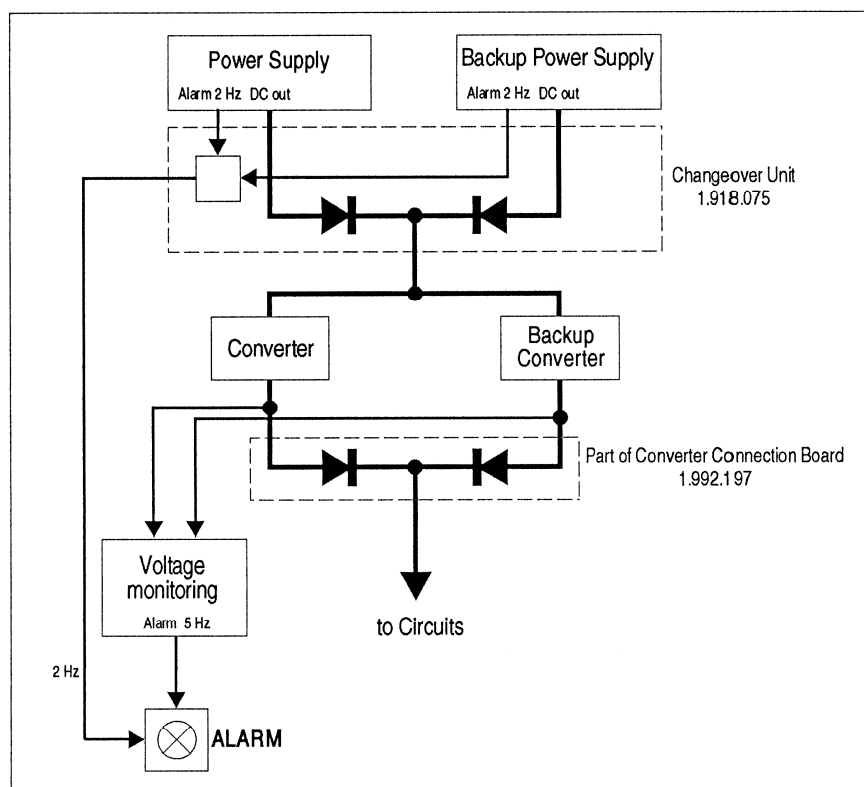 Power Supply
Alarm 2 Hz DC out
Backup Power Supply
Alarm 2 Hz DC out
Changeover Unit
1.918.075
Converter
Backup
Converter
Part of Converter Connection Board
1.992.197
Voltage
monitoring
Alarm 5 Hz
to Circuits
2 Hz
ALARM